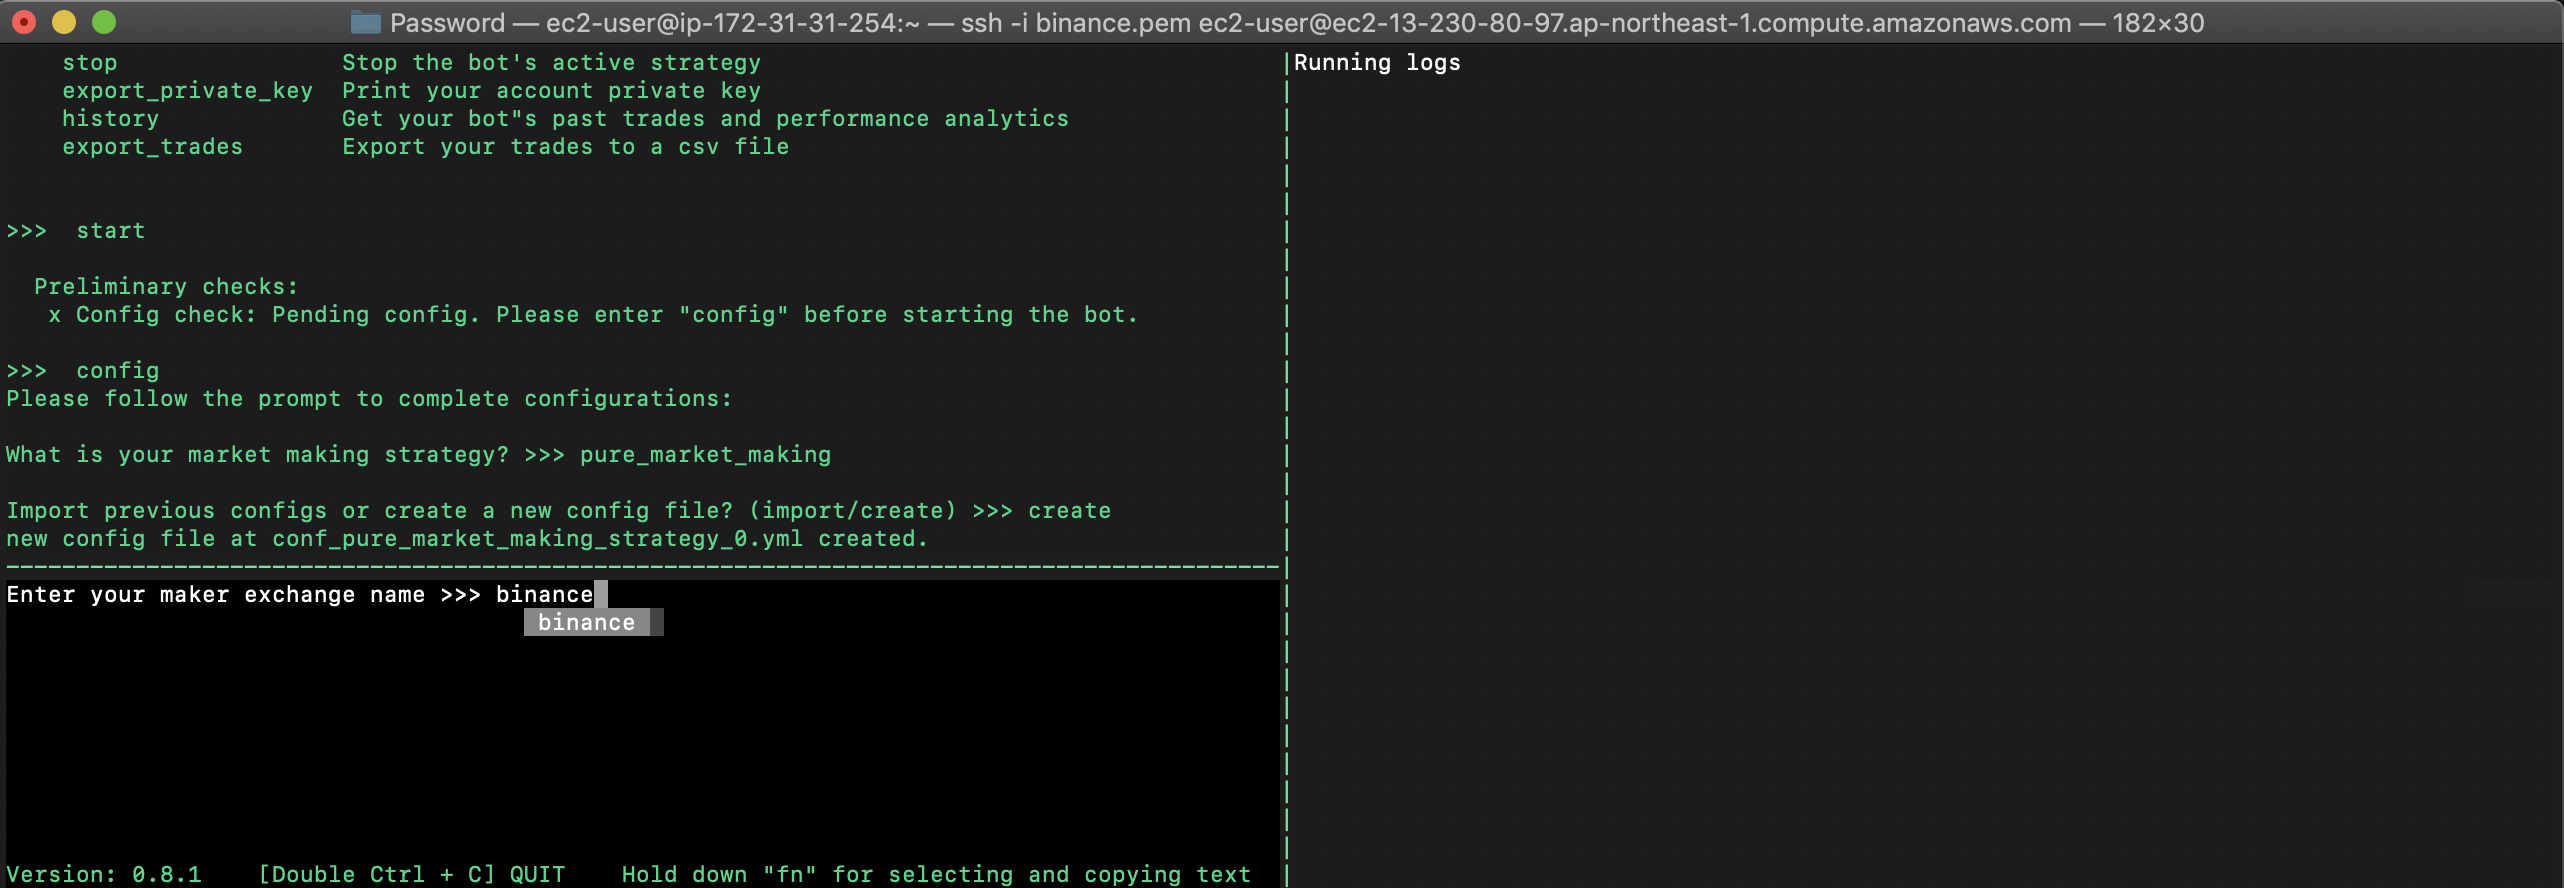 Password — ec2-user@ip-172-31-31-254:~ — ssh -i binance.pem ec2-user@ec2-13-230-80-97.ap-northeast-1.compute.amazonaws.com — 182×30
stop Stop the bot's active strategy
export_private_key Print your account private key
history Get your bot"s past trades and performance analytics
export_trades Export your trades to a csv file
>>> start
Preliminary checks:
x Config check: Pending config. Please enter "config" before starting the bot.
>>> config
Please follow the prompt to complete configurations:
What is your market making strategy? >>> pure_market_making
Import previous configs or create a new config file? (import/create) >>> create
new config file at conf_pure_market_making_strategy_0.yml created.
Enter your maker exchange name >>> binance
binance
Version: 0.8.1 [Double Ctrl + C] QUIT Hold down "fn" for selecting and copying text
Running logs